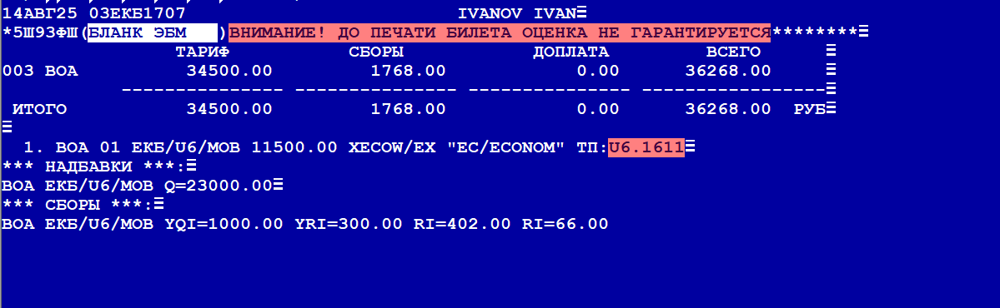 14АВГ25 03ЕКБ1707 IVANOV IVAN
*5Ш93ФШ(БЛАНК ЭБМ )ВНИМАНИЕ! ДО ПЕЧАТИ БИЛЕТА ОЦЕНКА НЕ ГАРАНТИРУЕТСЯ********
ТАРИФ СБОРЫ ДОПЛАТА ВСЕГО
003 ВОА 34500.00 1768.00 0.00 36268.00
--------------- --------------- --------------- -----------------
ИТОГО 34500.00 1768.00 0.00 36268.00 РУБ
1. ВОА 01 ЕКБ/U6/МОВ 11500.00 XECOW/EX "EC/ECONOM" ТП:U6.1611
*** НАДБАВКИ ***:
ВОА ЕКБ/U6/МОВ Q=23000.00
*** СБОРЫ ***:
ВОА ЕКБ/U6/МОВ YQI=1000.00 YRI=300.00 RI=402.00 RI=66.00